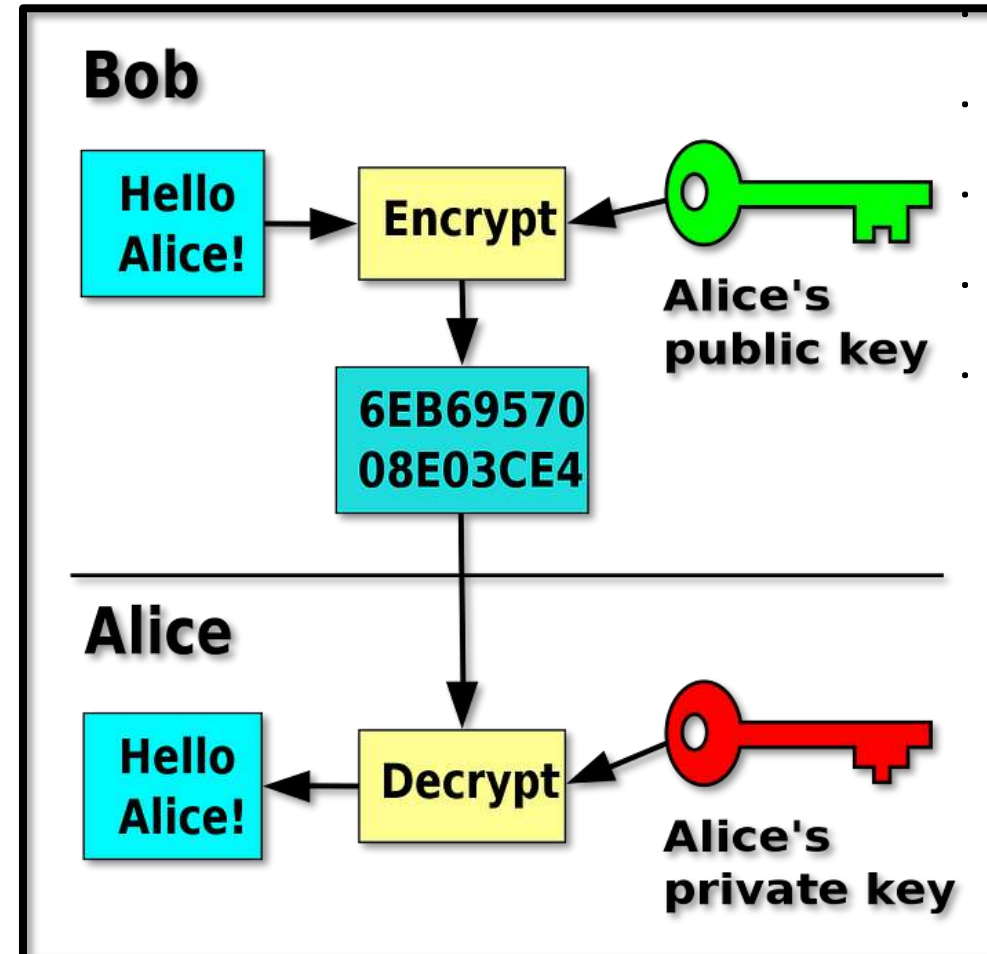 Bob
Hello
Alice!
Encrypt
Alice's
public key
6EB69570
08E03CE4
Alice
Hello
Alice!
Decrypt
Alice's
private key